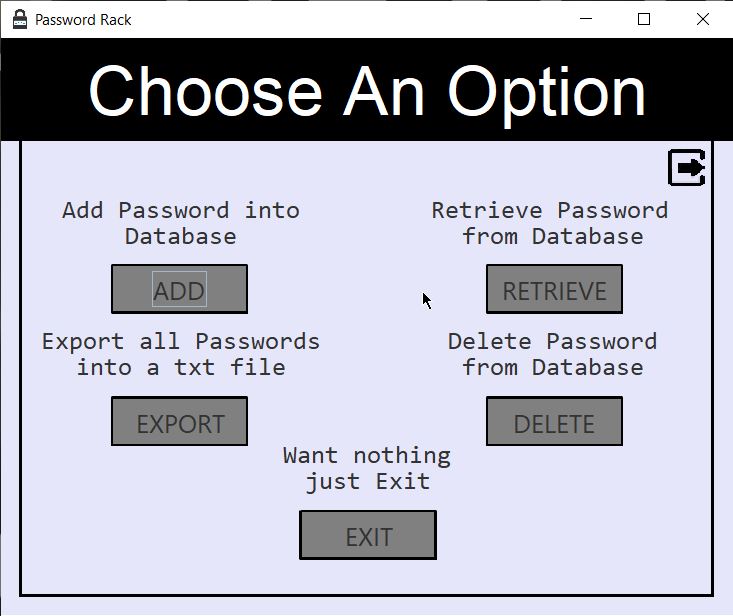 Password Rack
Choose An Option
Add Password into
Database
ADD
Retrieve Password
from Database
RETRIEVE
Export all Passwords
into a txt file
EXPORT
Delete Password
from Database
DELETE
Want nothing
just Exit
EXIT